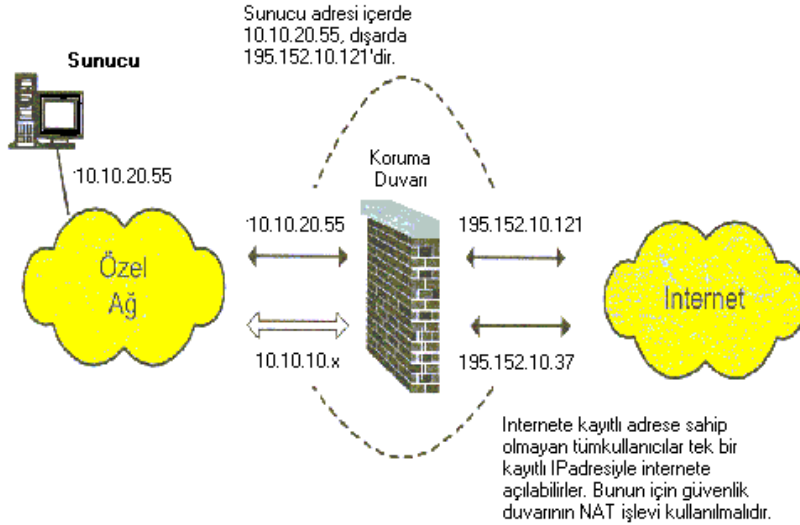 Sunucu adresi içerde
10.10.20.55, dışarda
195.152.10.121'dir.
Sunucu
10.10.20.55
Koruma
Duvarı
10.10.20.55
195.152.10.121
Özel
Ağ
Internet
10.10.10.x
195.152.10.37
Internete kayıtlı adrese sahip
olmayan tümkullanıcılar tek bir
kayıtlı IPadresiyle internete
açılabilirler. Bunun için güvenlik
duvarının NAT işlevi kullanılmalıdır.